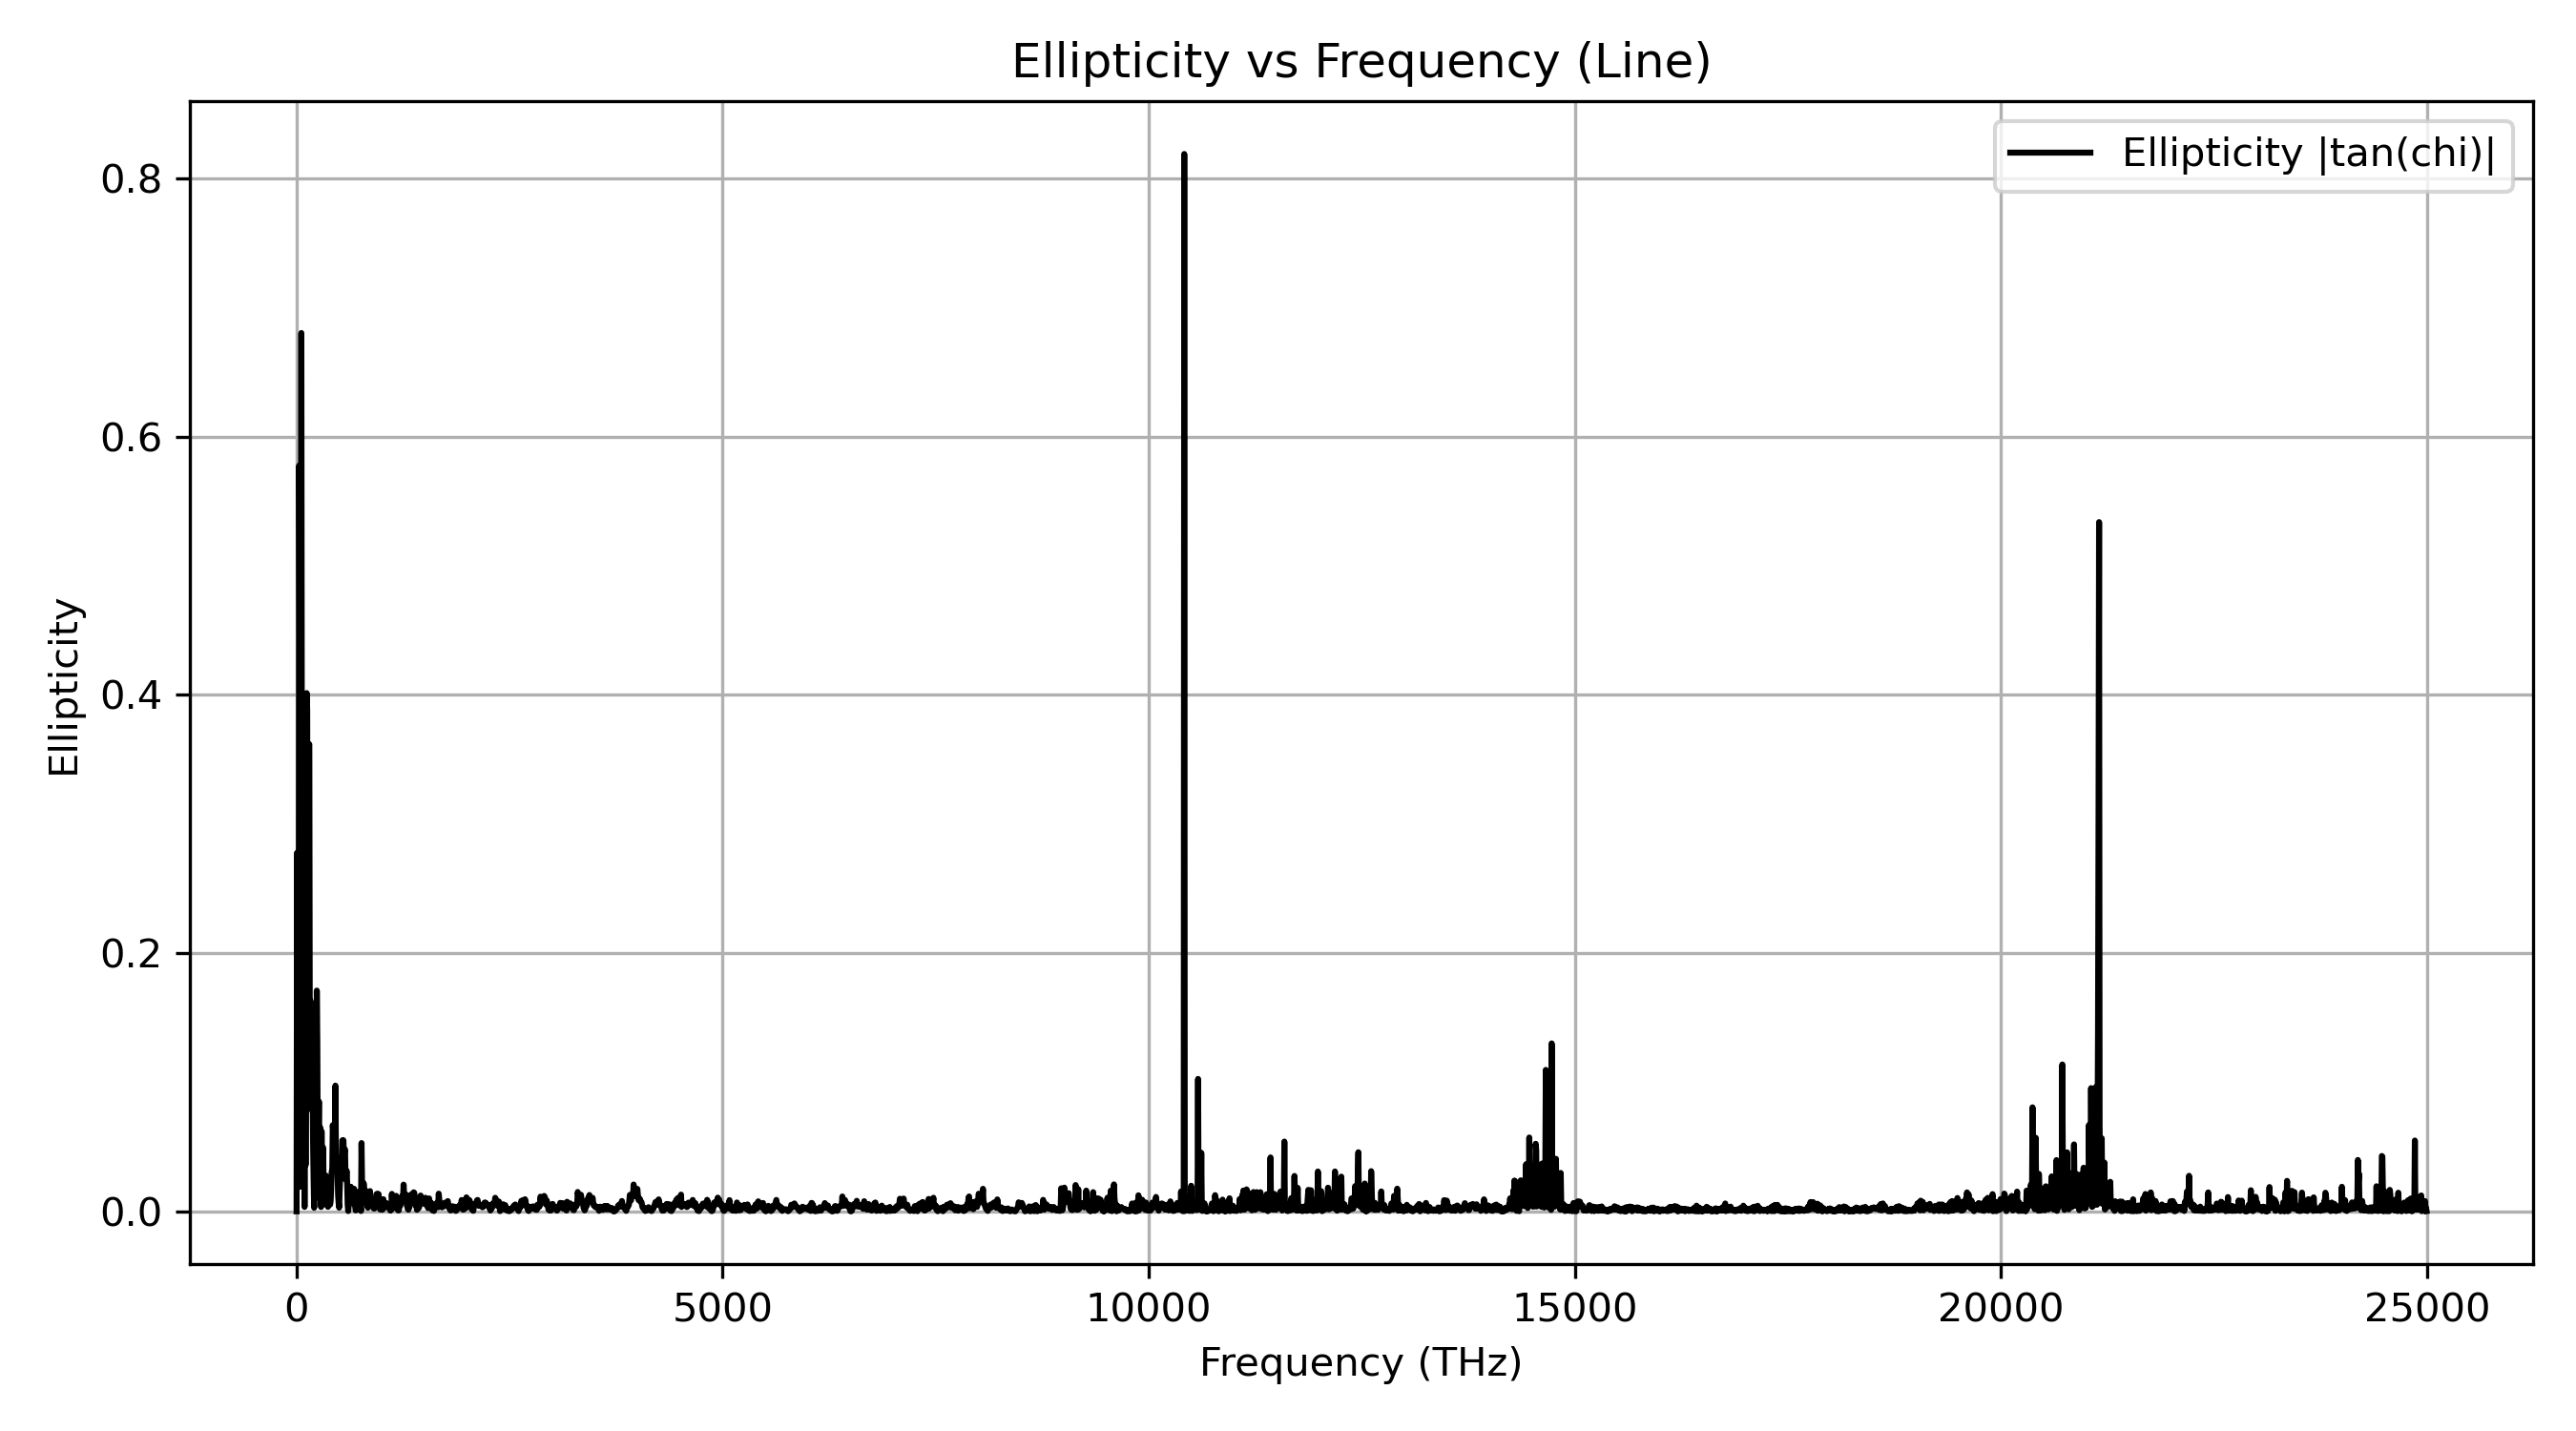 Ellipticity vs Frequency (Line)
Ellipticity |tan(chi)|
0.8
0.6
0.4
0.2
0.0
Ellipticity
0 5000 10000 15000 20000 25000
Frequency (THz)